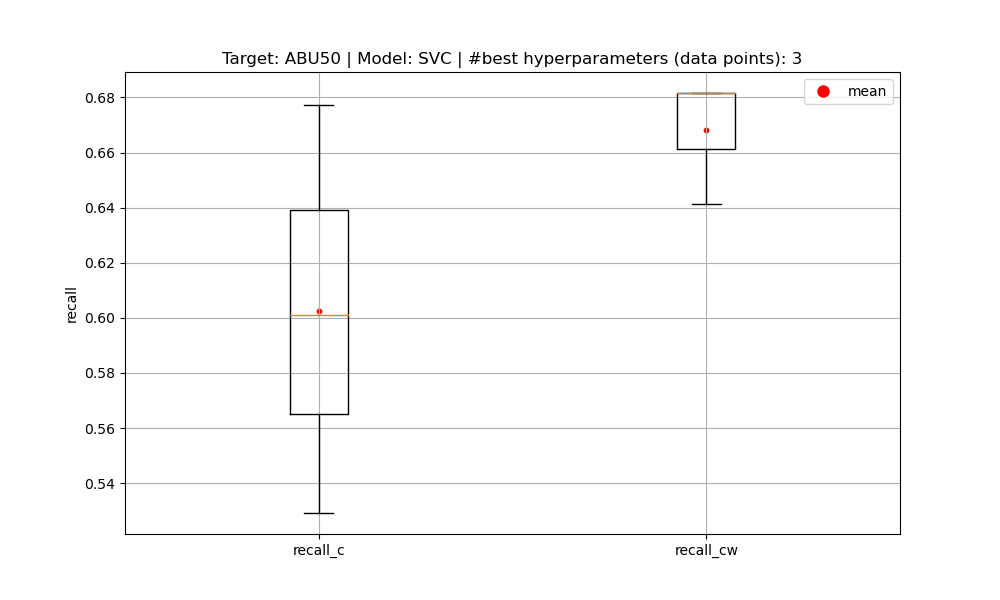 Target: ABU50 | Model: SVC | #best hyperparameters (data points): 3
mean
0.68
0.66
0.64
0.62
0.60
0.58
0.56
0.54
recall
recall_c
recall_cw